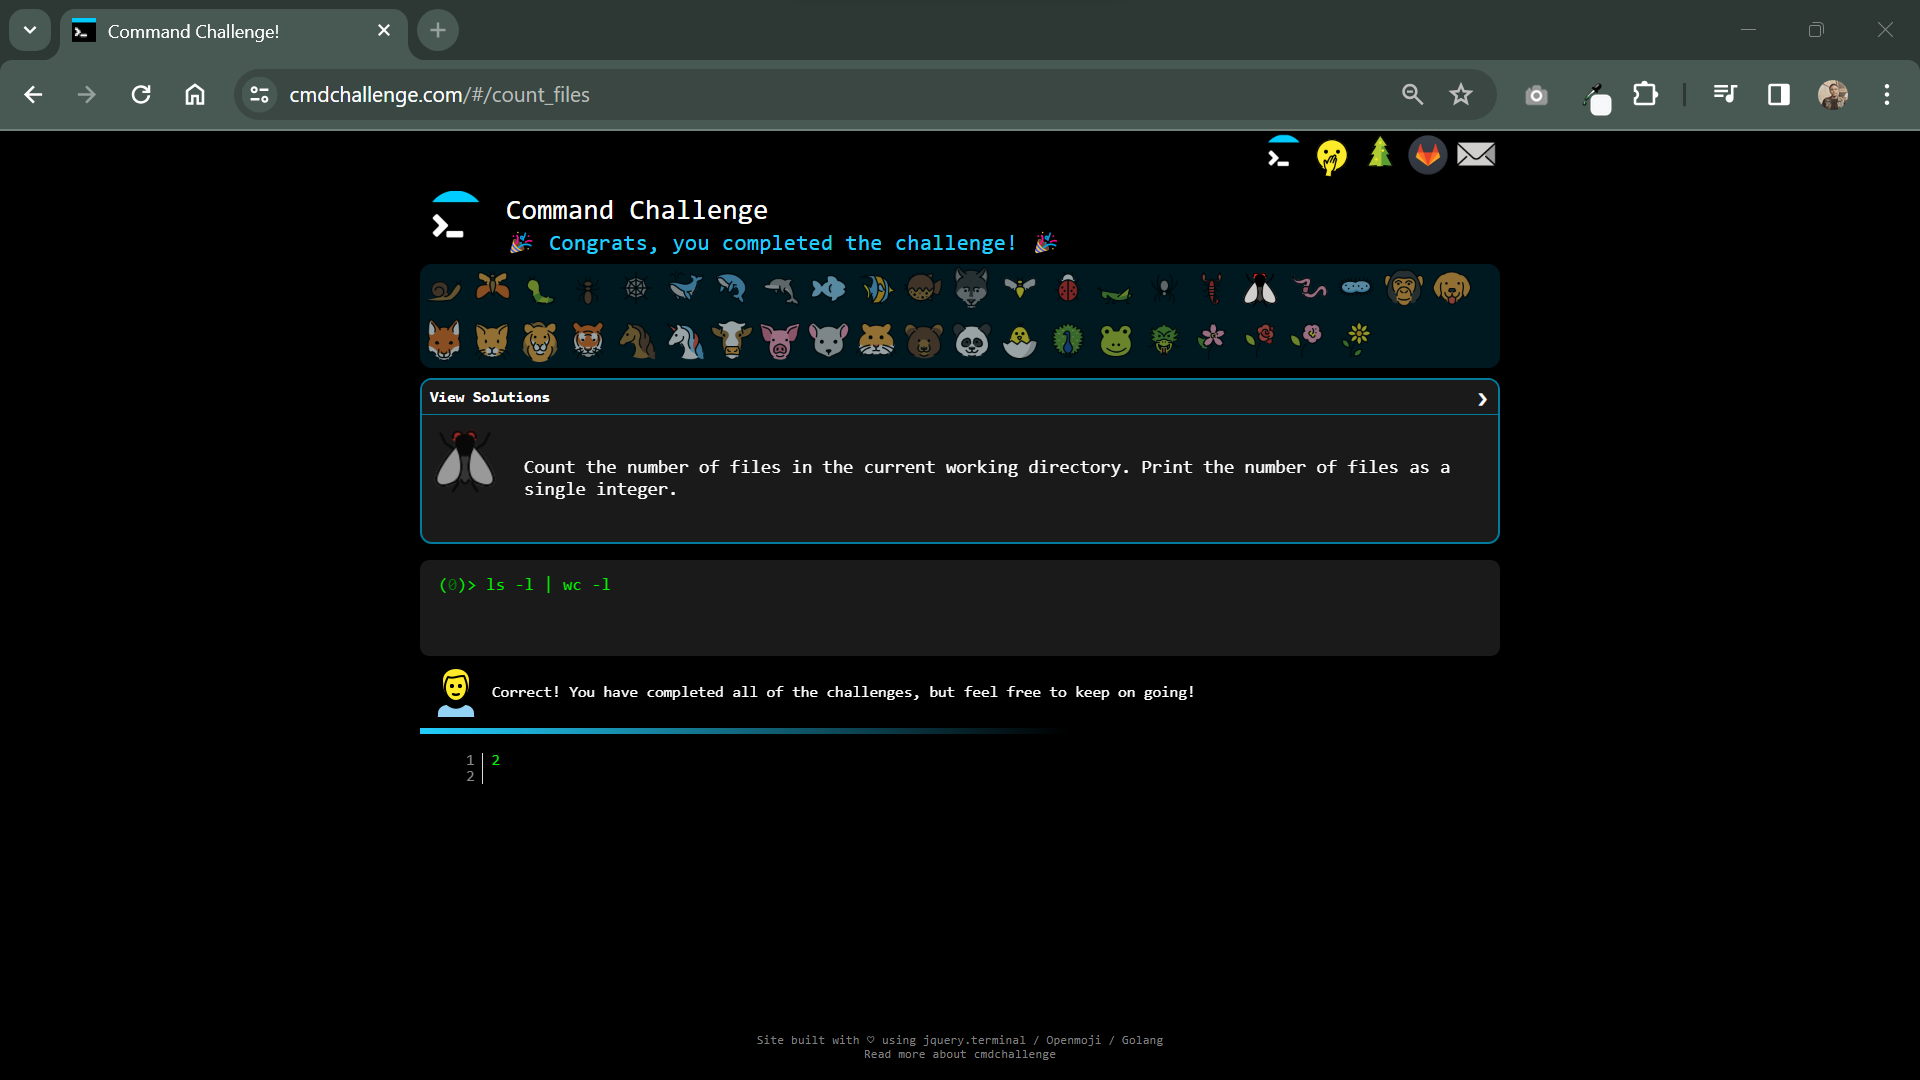 Command Challenge!
cmdchallenge.com/#/count_files
Command Challenge
Congrats, you completed the challenge!
View Solutions
Count the number of files in the current working directory. Print the number of files as a
single integer.
(0)> ls -l | wc -l
Correct! You have completed all of the challenges, but feel free to keep on going!
1 2
2
Site built with ♡ using jquery.terminal / Openmoji / Golang
Read more about cmdchallenge